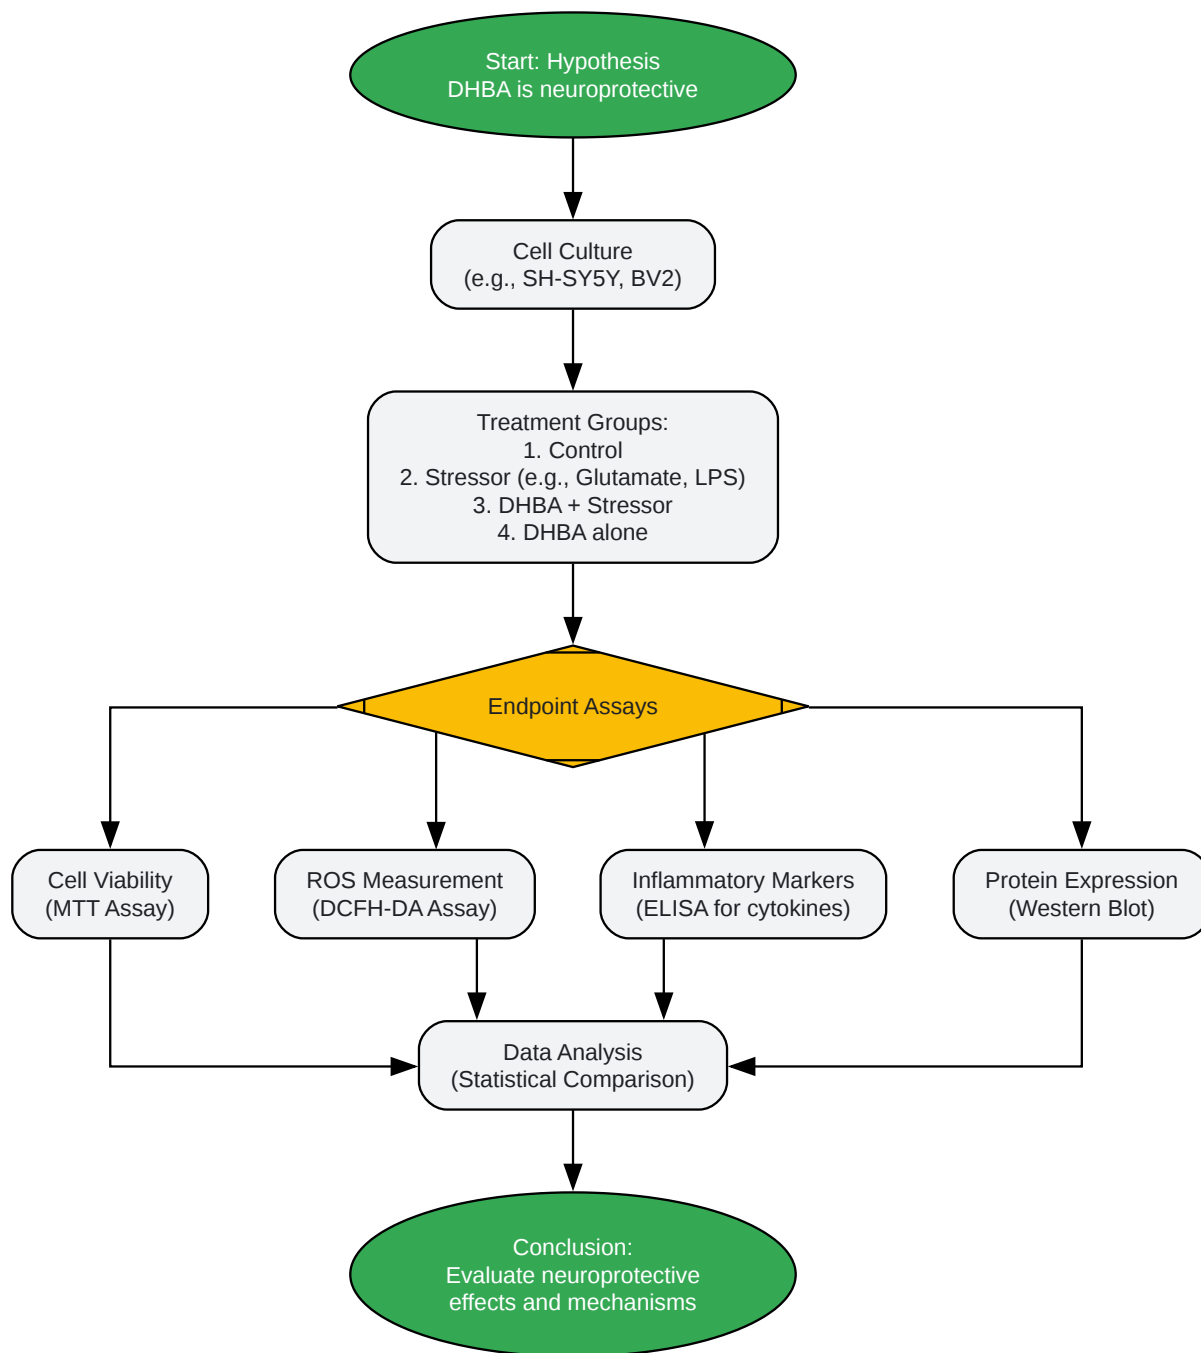 Start: Hypothesis
DHBA is neuroprotective
Cell Culture
(e.g., SH-SY5Y, BV2)
Treatment Groups:
1. Control
2. Stressor (e.g., Glutamate, LPS)
3. DHBA + Stressor
4. DHBA alone
Endpoint Assays
Cell Viability
(MTT Assay)
ROS Measurement
(DCFH-DA Assay)
Inflammatory Markers
(ELISA for cytokines)
Protein Expression
(Western Blot)
Data Analysis
(Statistical Comparison)
Conclusion:
Evaluate neuroprotective
effects and mechanisms